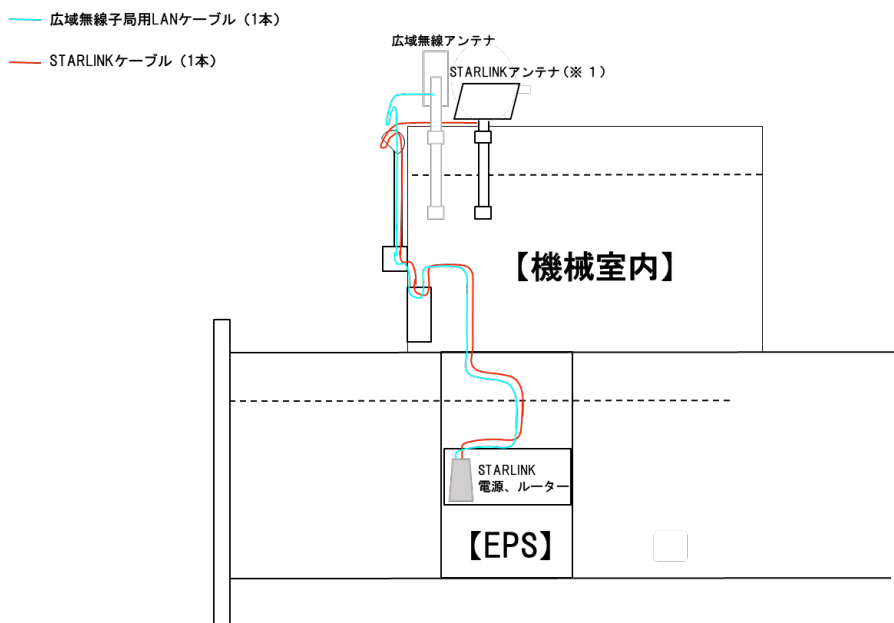 広域無線子局用LANケーブル（1本）
STARLINKケーブル（1本）
広域無線アンテナ
STARLINKアンテナ（※１）
【機械室内】
STARLINK
電源、ルーター
【EPS】